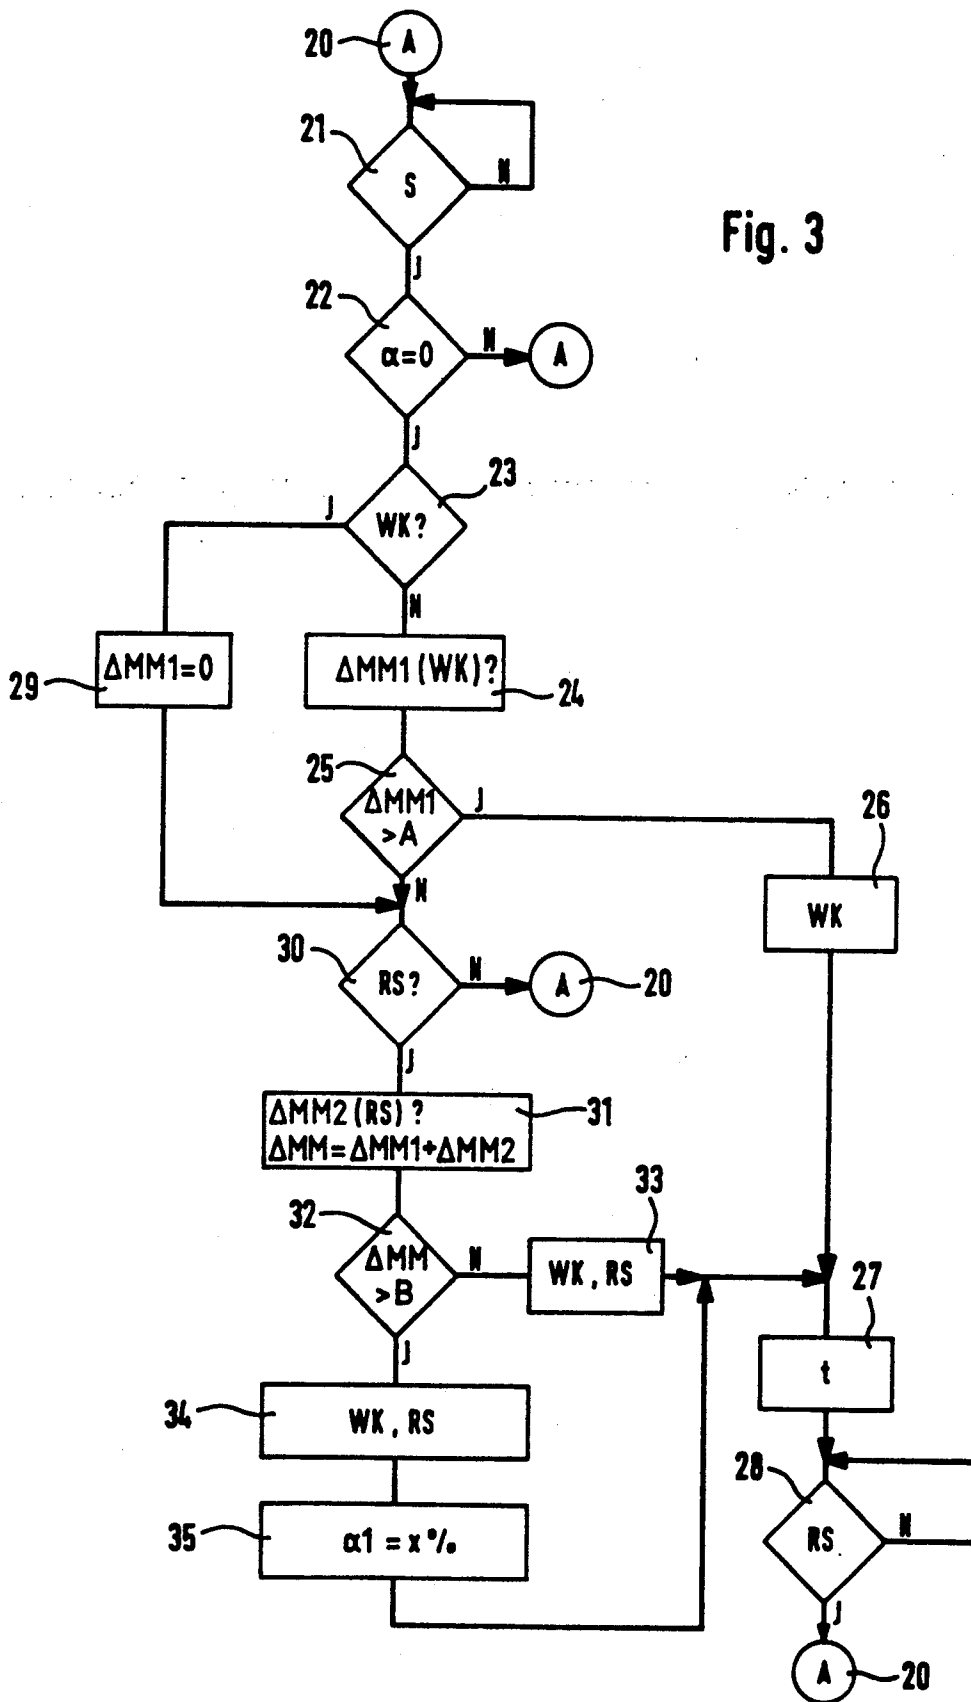 20
A
21
S
N
Fig. 3
J
22
α=0
N
A
J
23
J
WK?
N
29
ΔMM1=0
ΔMM1(WK)?
24
25
ΔMM1
>A
J
26
WK
N
30
RS?
N
A
20
J
ΔMM2(RS)?
ΔMM=ΔMM1+ΔMM2
31
32
ΔMM
>B
N
33
WK, RS
27
t
J
34
WK, RS
28
RS
N
35
α1 = x%
J
A
20